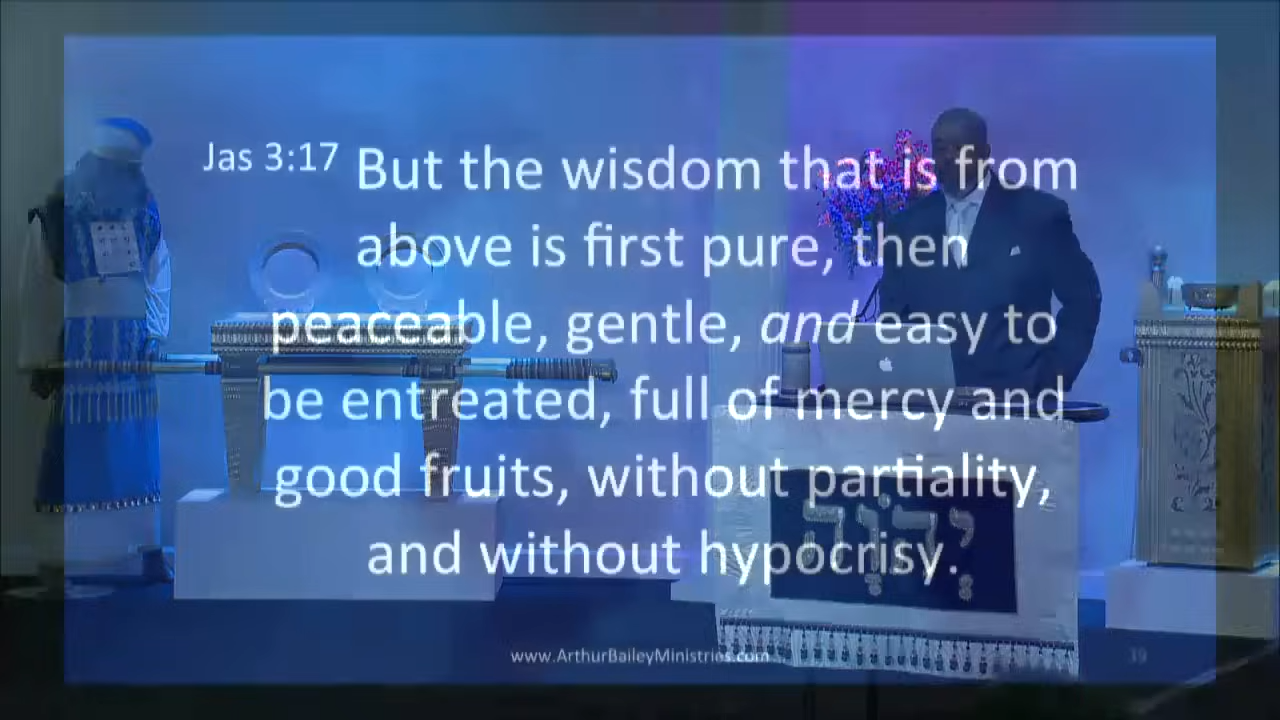 Jas 3:17 But the wisdom that is from
above is first pure, then
peaceable, gentle, and easy to
be entreated, full of mercy and
good fruits, without partiality,
and without hypocrisy.
יְהֹוָה
www.ArthurBaileyMinistries.com
39